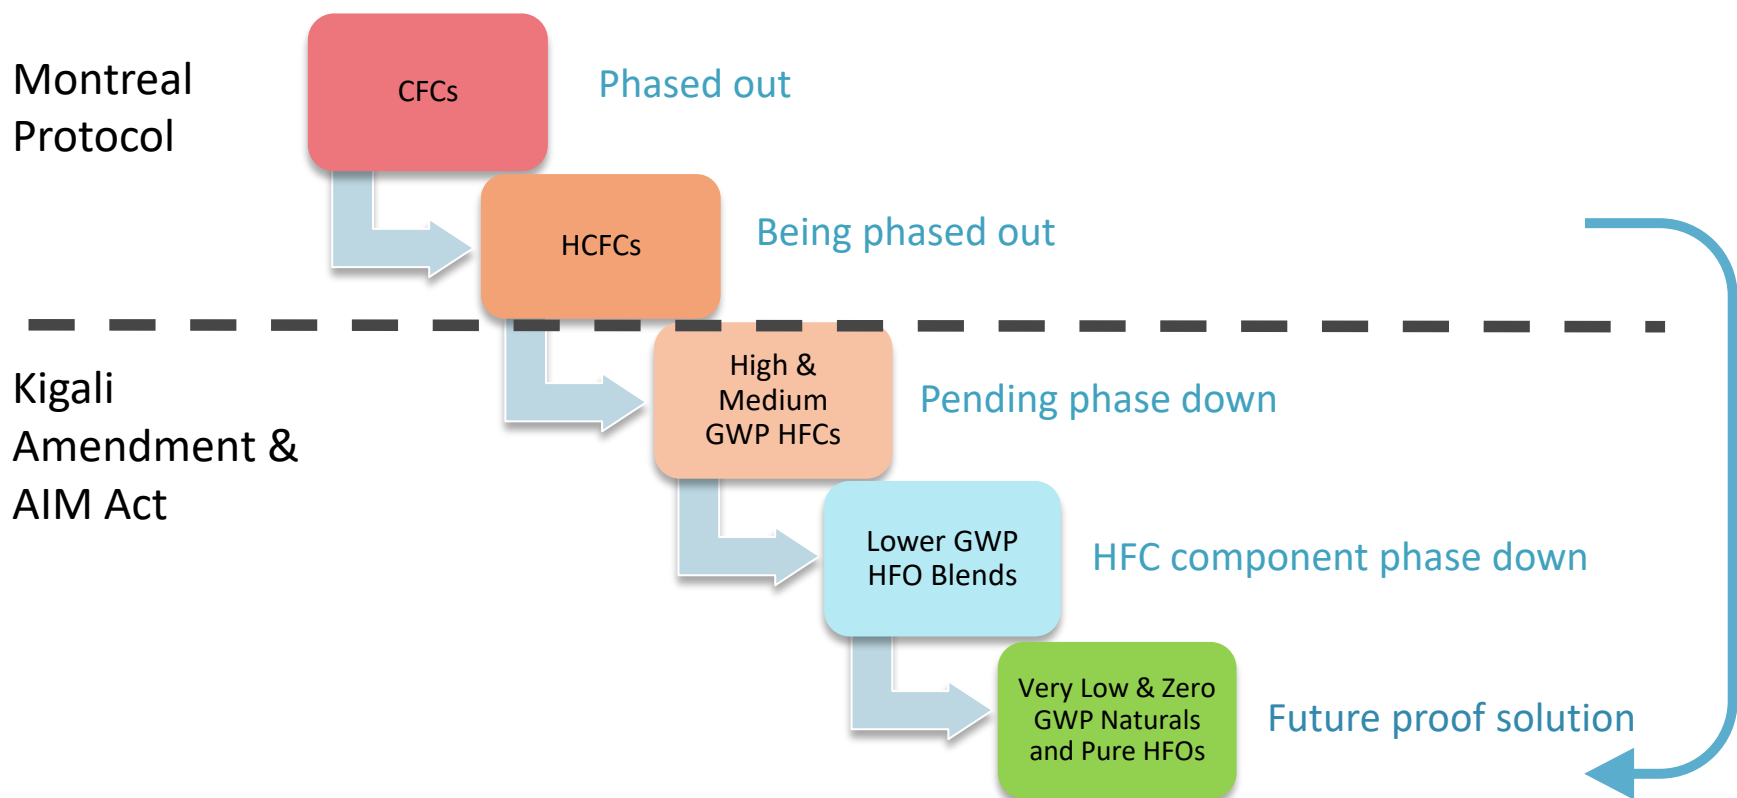 Montreal
Protocol
CFCs
Phased out
HCFCs
Being phased out
Kigali
Amendment &
AIM Act
High &
Medium
GWP HFCs
Pending phase down
Lower GWP
HFO Blends
HFC component phase down
Very Low & Zero
GWP Naturals
and Pure HFOs
Future proof solution